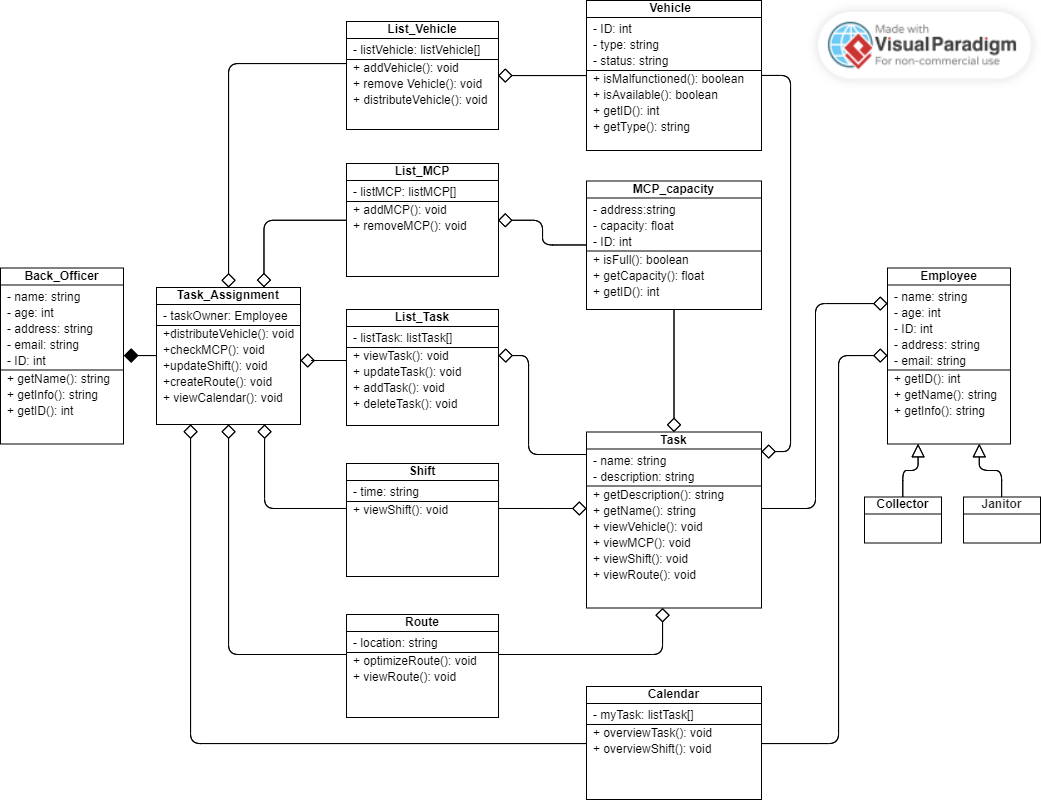 List_Vehicle
- listVehicle: listVehicle[]
+ addVehicle(): void
+ remove Vehicle(): void
+ distributeVehicle(): void
Vehicle
- ID: int
- type: string
- status: string
+ isMalfunctioned(): boolean
+ isAvailable(): boolean
+ getID(): int
+ getType(): string
Made with
Visual Paradigm
For non-commercial use
List_MCP
- listMCP: listMCP[]
+ addMCP(): void
+ removeMCP(): void
MCP_capacity
- address:string
- capacity: float
- ID: int
+ isFull(): boolean
+ getCapacity(): float
+ getID(): int
Back_Officer
- name: string
- age: int
- address: string
- email: string
- ID: int
+ getName(): string
+ getInfo(): string
+ getID(): int
Task_Assignment
- taskOwner: Employee
+distributeVehicle(): void
+checkMCP(): void
+updateShift(): void
+createRoute(): void
+ viewCalendar(): void
List_Task
- listTask: listTask[]
+ viewTask(): void
+ updateTask(): void
+ addTask(): void
+ deleteTask(): void
Employee
- name: string
- age: int
- ID: int
- address: string
- email: string
+ getID(): int
+ getName(): string
+ getInfo(): string
Shift
- time: string
+ viewShift(): void
Task
- name: string
- description: string
+ getDescription(): string
+ getName(): string
+ viewVehicle(): void
+ viewMCP(): void
+ viewShift(): void
+ viewRoute(): void
Collector
Janitor
Route
- location: string
+ optimizeRoute(): void
+ viewRoute(): void
Calendar
- myTask: listTask[]
+ overviewTask(): void
+ overviewShift(): void